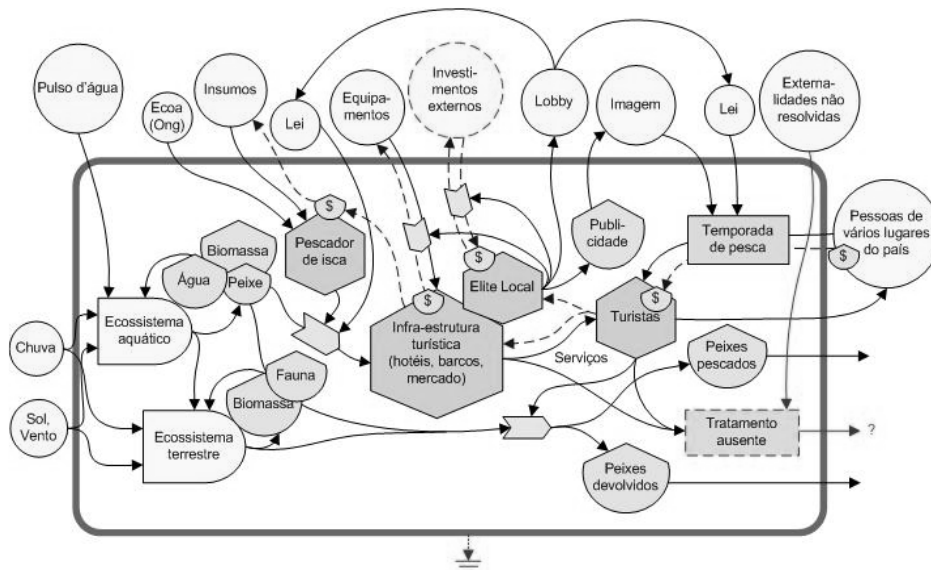 Pulso d'água
Ecoa
(Ong)
Insumos
Lei
Equipa-
mentos
Investi-
mentos
externos
Lobby
Imagem
Lei
Externa-
lidades não
resolvidas
$
Pescador
de isca
$
Publi-
cidade
Temporada
de pesca
Pessoas de
vários lugares
do país
$
Biomassa
Água
Peixe
$
Elite Local
$
$
Turistas
Chuva
Ecossistema
aquático
Infra-estrutura
turística
(hotéis, barcos,
mercado)
Serviços
Peixes
pescados
Fauna
Biomassa
Sol,
Vento
Ecossistema
terrestre
Tratamento
ausente
?
Peixes
devolvidos